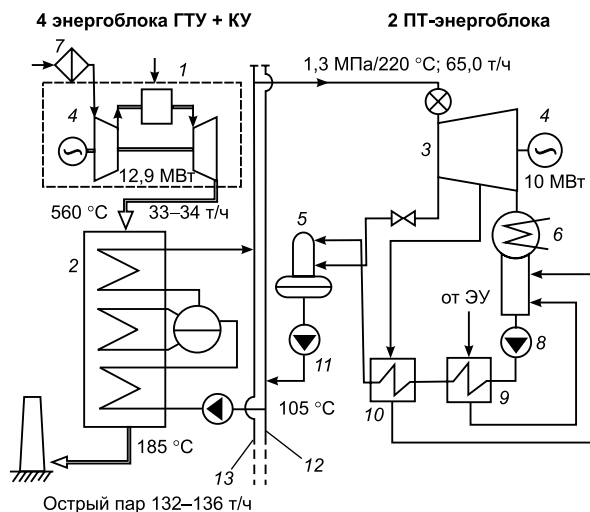 4 энергоблока ГТУ + КУ
2 ПТ-энергоблока
7
1
1,3 МПа/220 °C; 65,0 т/ч
4
4
3
12,9 МВт
10 МВт
560 °C
33–34 т/ч
5
6
2
от ЭУ
8
11
105 °C
10
9
185 °C
13
12
Острый пар 132–136 т/ч